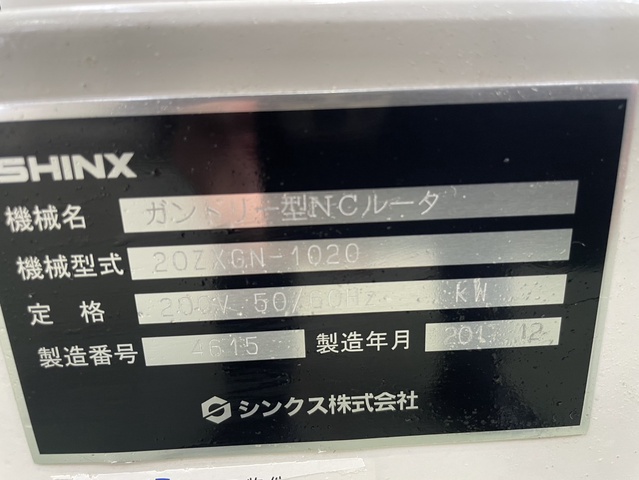 SHINX
機械名 ガントリー型NCルータ
機械型式 20ZXGN-1020
定格 200V 50/60Hz KW
製造番号 4615 製造年月 12
シンクス株式会社